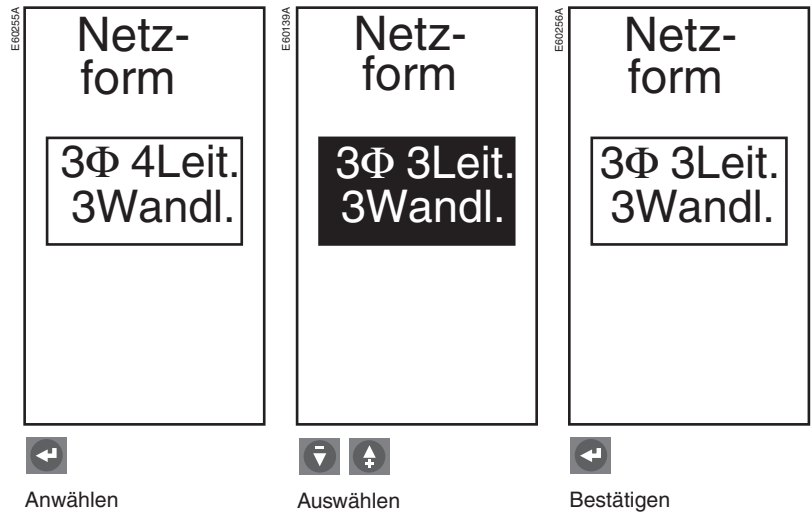 E60255A
Netz-
form
3Φ 4Leit.
3Wandl.
Anwählen
E60139A
Netz-
form
3Φ 3Leit.
3Wandl.
Auswählen
E60256A
Netz-
form
3Φ 3Leit.
3Wandl.
Bestätigen